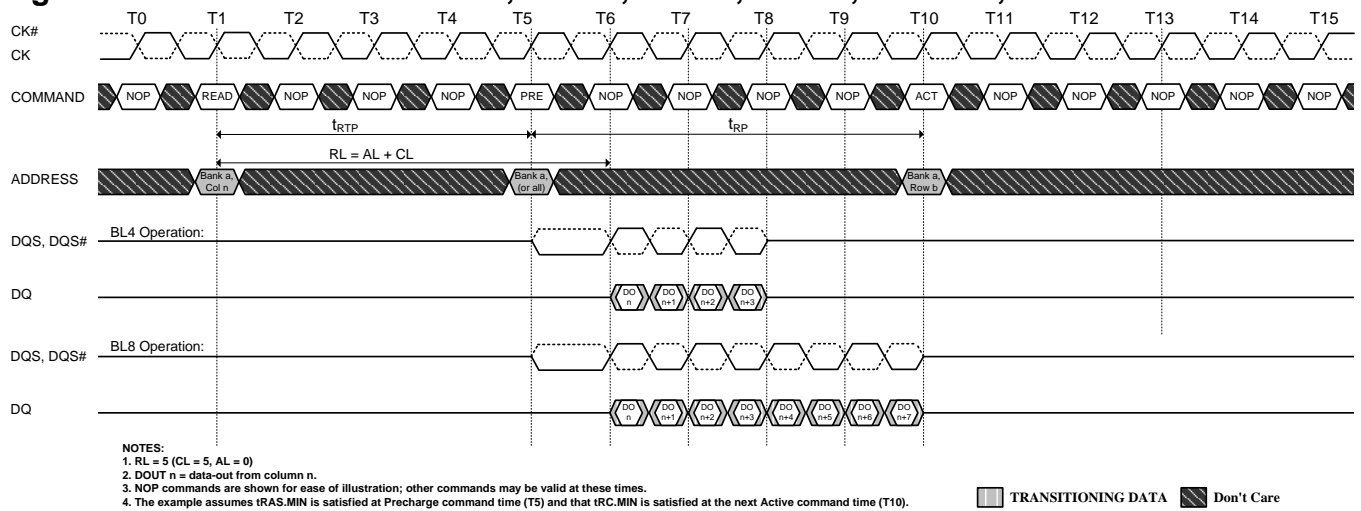 T0 T1 T2 T3 T4 T5 T6 T7 T8 T9 T10 T11 T12 T13 T14 T15
CK#
CK
COMMAND NOP READ NOP NOP NOP PRE NOP NOP NOP NOP ACT NOP NOP NOP NOP NOP
tRTP tRP
RL = AL + CL
ADDRESS Bank a, Col n Bank a, (or all) Bank a, Row b
DQS, DQS# BL4 Operation:
DQ DO n DO n+1 DO n+2 DO n+3
DQS, DQS# BL8 Operation:
DQ DO n DO n+1 DO n+2 DO n+3 DO n+4 DO n+5 DO n+6 DO n+7
NOTES:
1. RL = 5 (CL = 5, AL = 0)
2. DOUT n = data-out from column n.
3. NOP commands are shown for ease of illustration; other commands may be valid at these times.
4. The example assumes tRAS.MIN is satisfied at Precharge command time (T5) and that tRC.MIN is satisfied at the next Active command time (T10).
TRANSITIONING DATA Don't Care